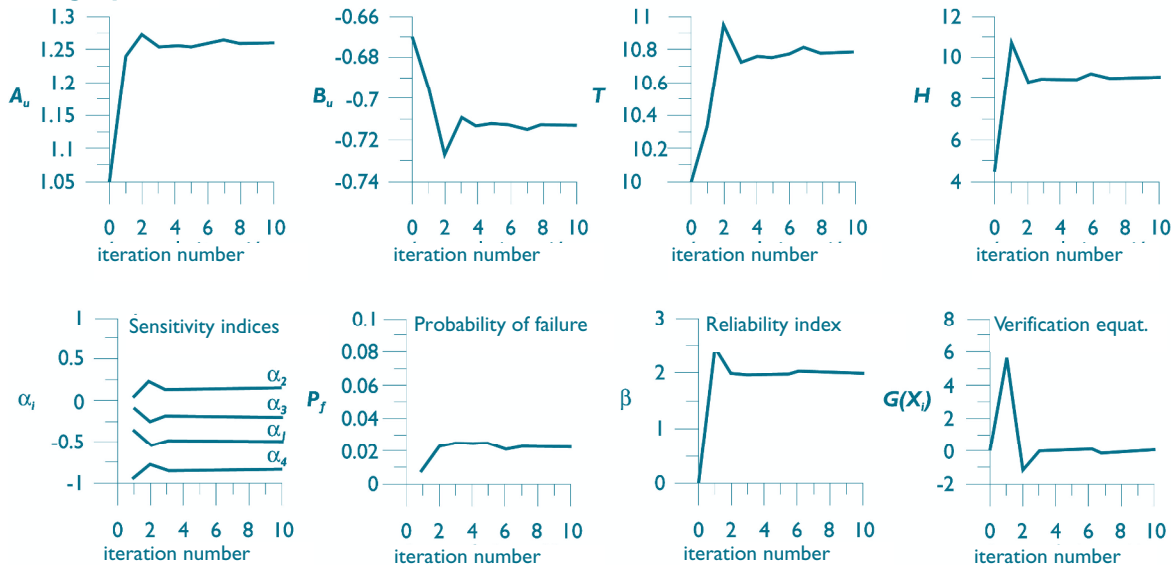 1.3
1.25
1.2
1.15
1.1
1.05
A_u
0 2 4 6 8 10
iteration number
-0.66
-0.68
-0.7
-0.72
-0.74
B_u
0 2 4 6 8 10
iteration number
11
10.8
10.6
10.4
10.2
10
T
0 2 4 6 8 10
iteration number
12
10
8
6
4
H
0 2 4 6 8 10
iteration number
Sensitivity indices
1
0.5
0
-0.5
-1
α_i
α_2
α_3
α_1
α_4
0 2 4 6 8 10
iteration number
Probability of failure
0.1
0.08
0.06
0.04
0.02
0
P_f
0 2 4 6 8 10
iteration number
Reliability index
3
2
1
0
β
0 2 4 6 8 10
iteration number
Verification equat.
8
6
4
2
0
-2
G(X_i)
0 2 4 6 8 10
iteration number